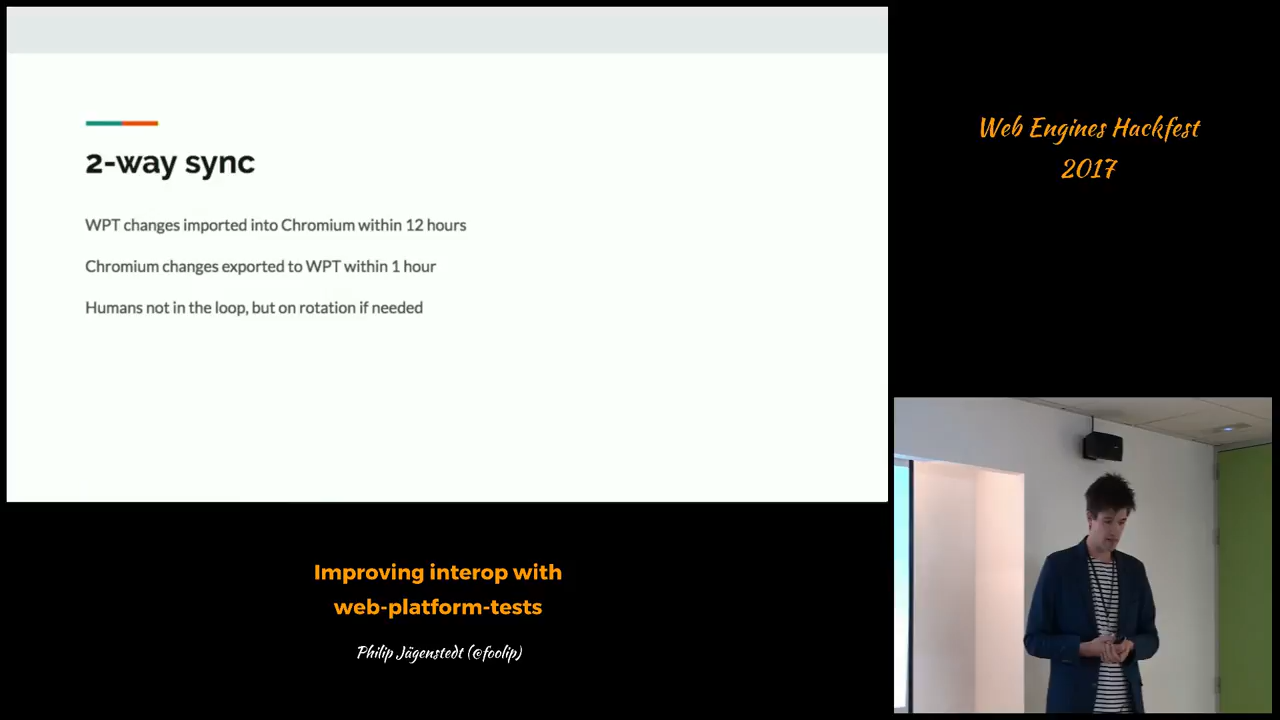 2-way sync
WPT changes imported into Chromium within 12 hours
Chromium changes exported to WPT within 1 hour
Humans not in the loop, but on rotation if needed
Web Engines Hackfest
2017
Improving interop with
web-platform-tests
Philip Jägenstedt (@foolip)